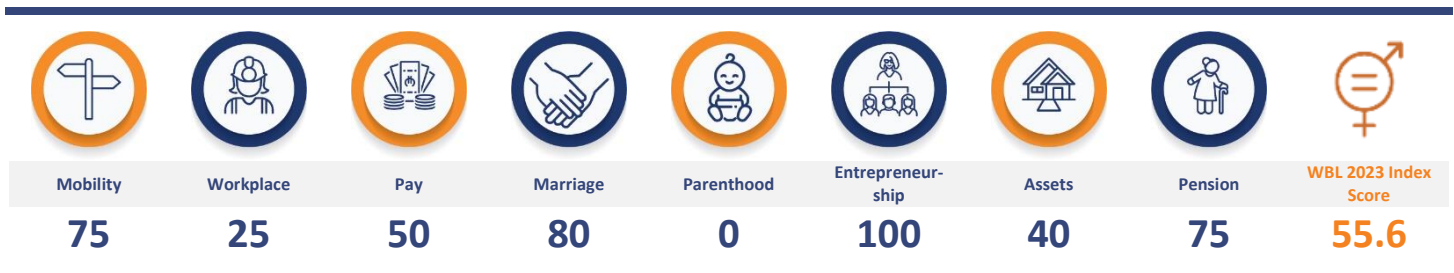 Mobility
Workplace
Pay
Marriage
Parenthood
Entrepreneur-
ship
Assets
Pension
WBL 2023 Index
Score
75
25
50
80
0
100
40
75
55.6